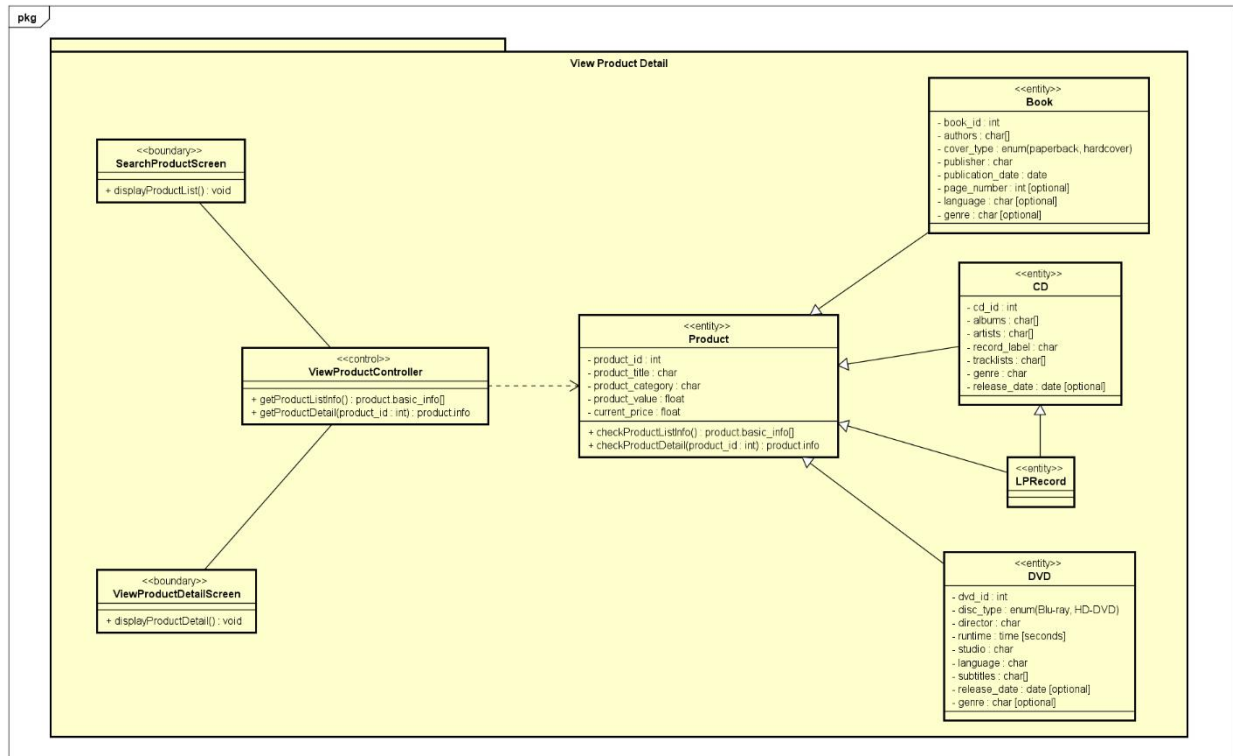 pkg
View Product Detail
<<boundary>>
SearchProductScreen
+ displayProductList() : void
<<control>>
ViewProductController
+ getProductListInfo() : product.basic_info[]
+ getProductDetail(product_id : int) : product.info
<<boundary>>
ViewProductDetailScreen
+ displayProductDetail() : void
<<entity>>
Product
- product_id : int
- product_title : char
- product_category : char
- product_value : float
- current_price : float
+ checkProductListInfo() : product.basic_info[]
+ checkProductDetail(product_id : int) : product.info
<<entity>>
Book
- book_id : int
- authors : char[]
- cover_type : enum(paperback, hardcover)
- publisher : char
- publication_date : date
- page_number : int [optional]
- language : char [optional]
- genre : char [optional]
<<entity>>
CD
- cd_id : int
- albums : char[]
- artists : char[]
- record_label : char
- tracklists : char[]
- genre : char
- release_date : date [optional]
<<entity>>
LPRecord
<<entity>>
DVD
- dvd_id : int
- disc_type : enum(Blu-ray, HD-DVD)
- director : char
- runtime : time [seconds]
- studio : char
- language : char
- subtitles : char[]
- release_date : date [optional]
- genre : char [optional]